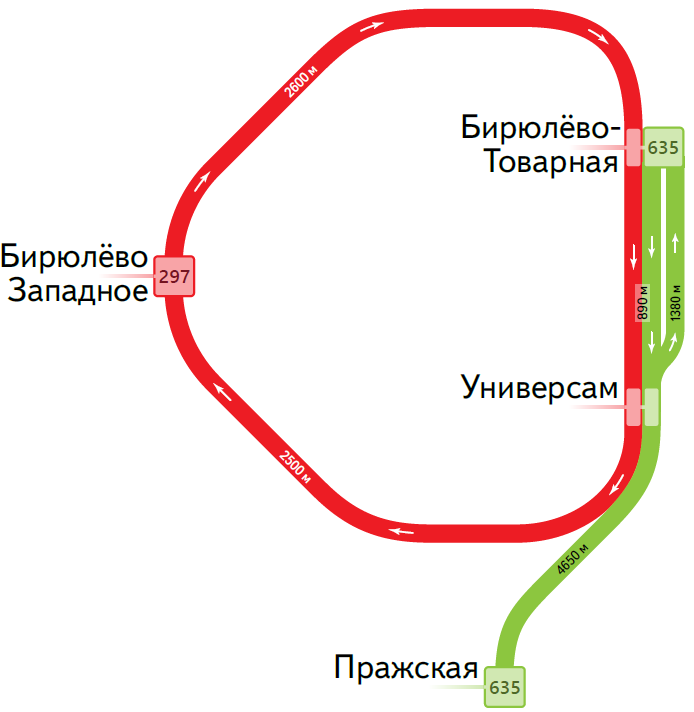 2600 м
Бирюлёво-
Товарная
635
Бирюлёво
Западное
297
890 м
1380 м
Универсам
2500 м
4650 м
Пражская
635